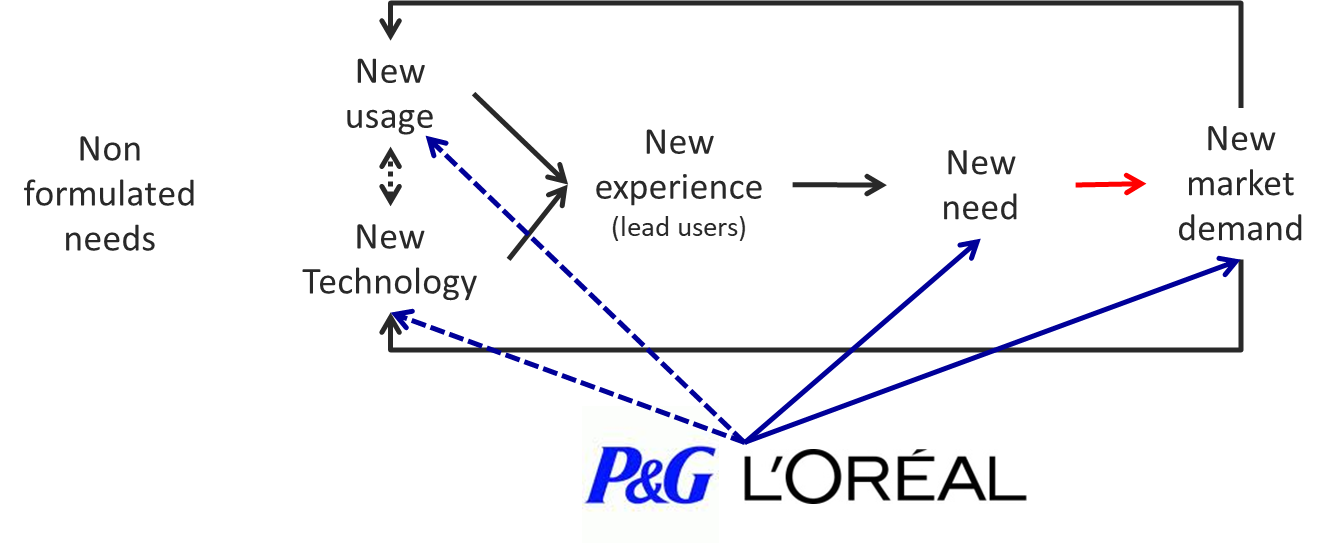 Non
formulated
needs
New
usage
New
Technology
New
experience
(lead users)
New
need
New
market
demand
P&G
L'ORÉAL